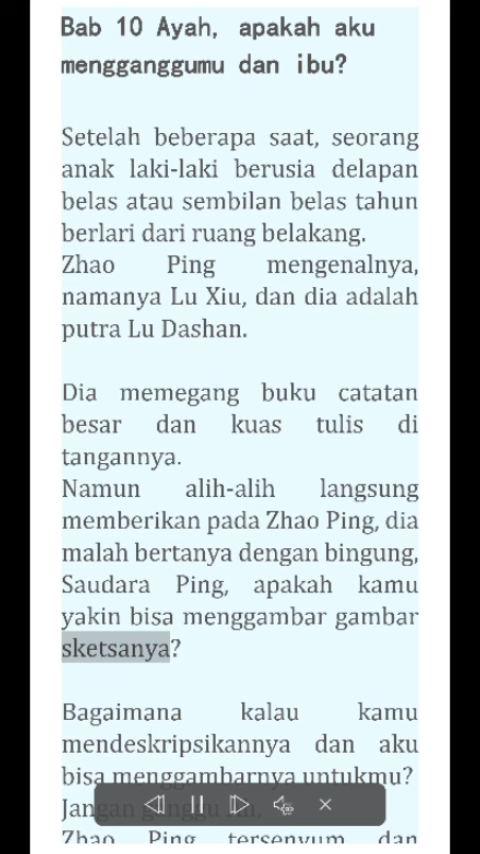 Bab 10 Ayah, apakah aku
mengganggumu dan ibu?
Setelah beberapa saat, seorang
anak laki-laki berusia delapan
belas atau sembilan belas tahun
berlari dari ruang belakang.
Zhao Ping mengenalnya,
namanya Lu Xiu, dan dia adalah
putra Lu Dashan.
Dia memegang buku catatan
besar dan kuas tulis di
tangannya.
Namun alih-alih langsung
memberikan pada Zhao Ping, dia
malah bertanya dengan bingung,
Saudara Ping, apakah kamu
yakin bisa menggambar gambar
sketsanya?
Bagaimana kalau kamu
mendeskripsikannya dan aku
bisa menggambarnya untukmu?
Jangan
Zhao Ping tersenyum dan